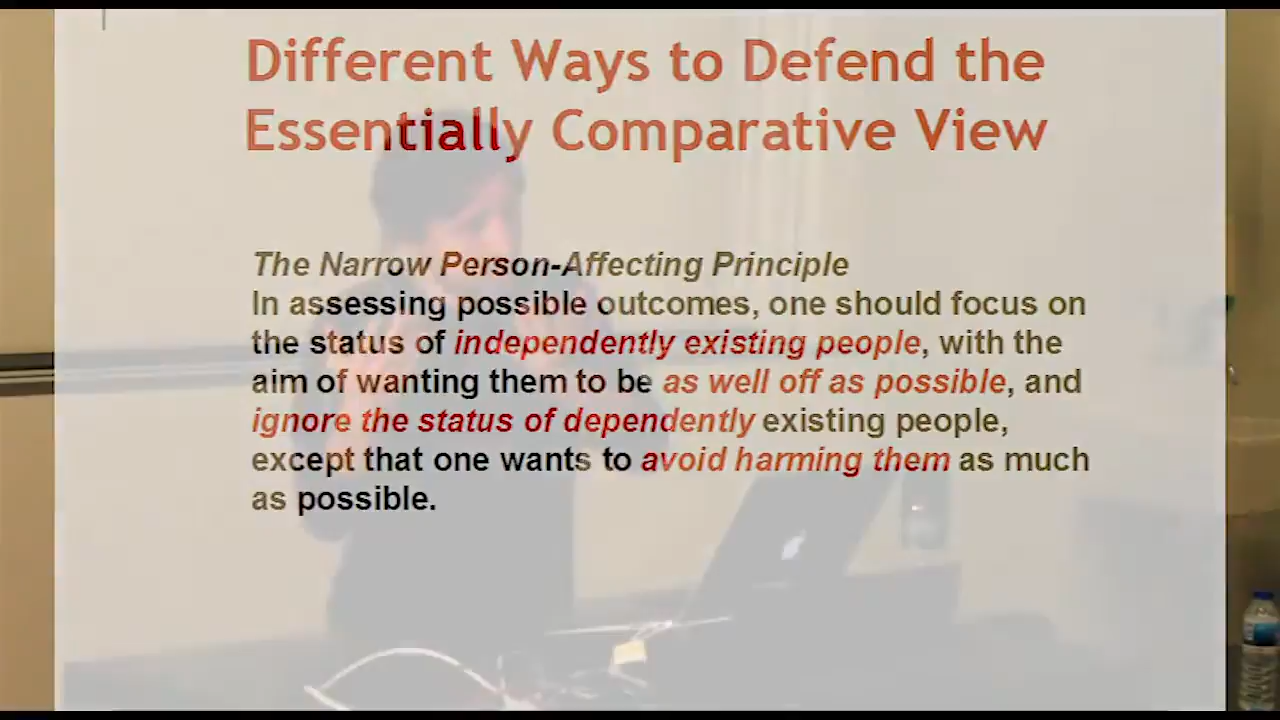 Different Ways to Defend the
Essentially Comparative View
The Narrow Person-Affecting Principle
In assessing possible outcomes, one should focus on
the status of independently existing people, with the
aim of wanting them to be as well off as possible, and
ignore the status of dependently existing people,
except that one wants to avoid harming them as much
as possible.